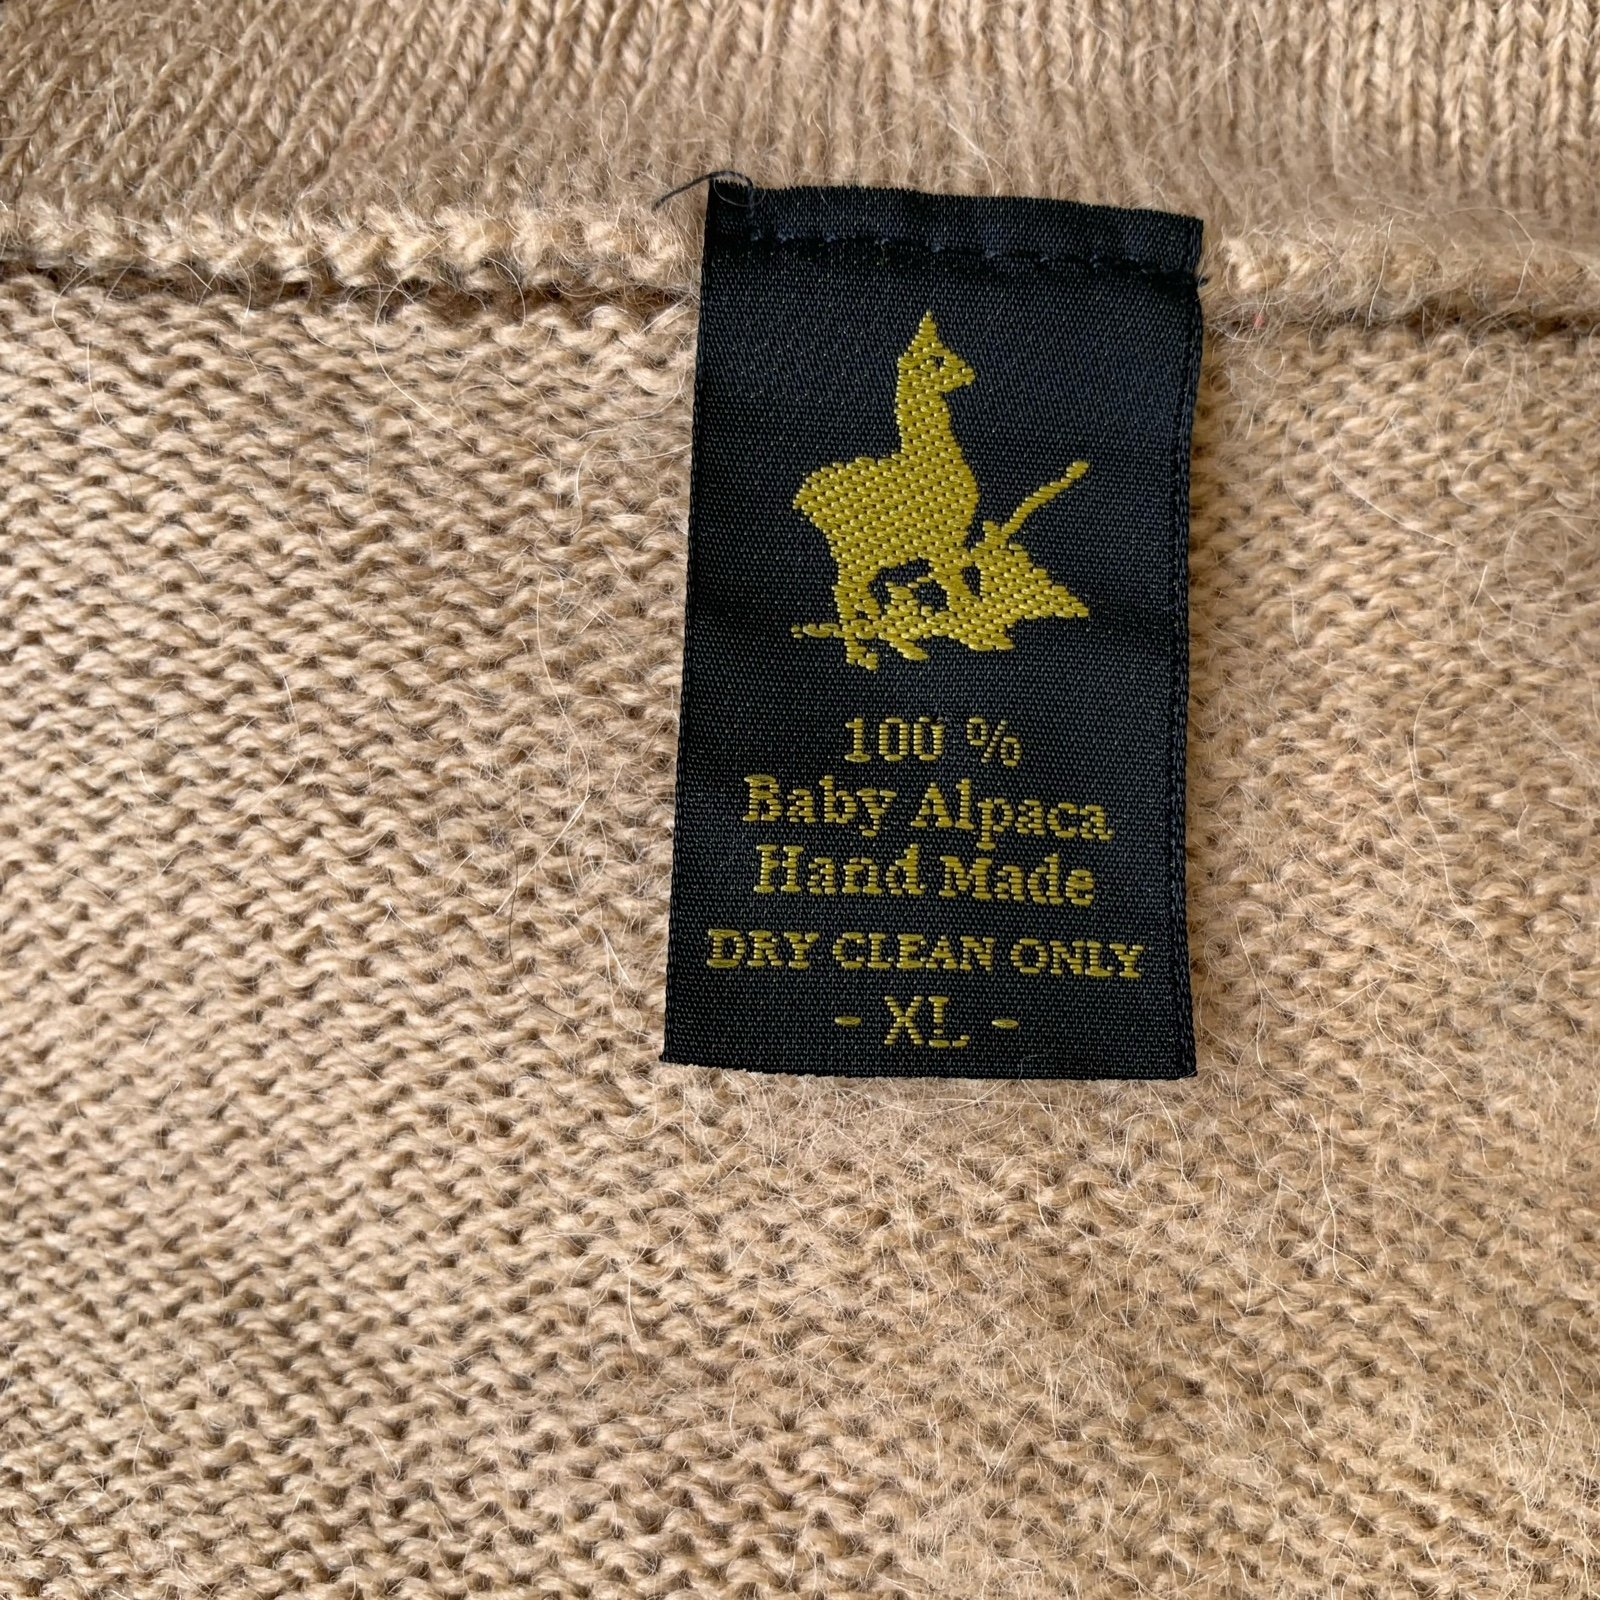 100 %
Baby Alpaca
Hand Made
DRY CLEAN ONLY
- XL -